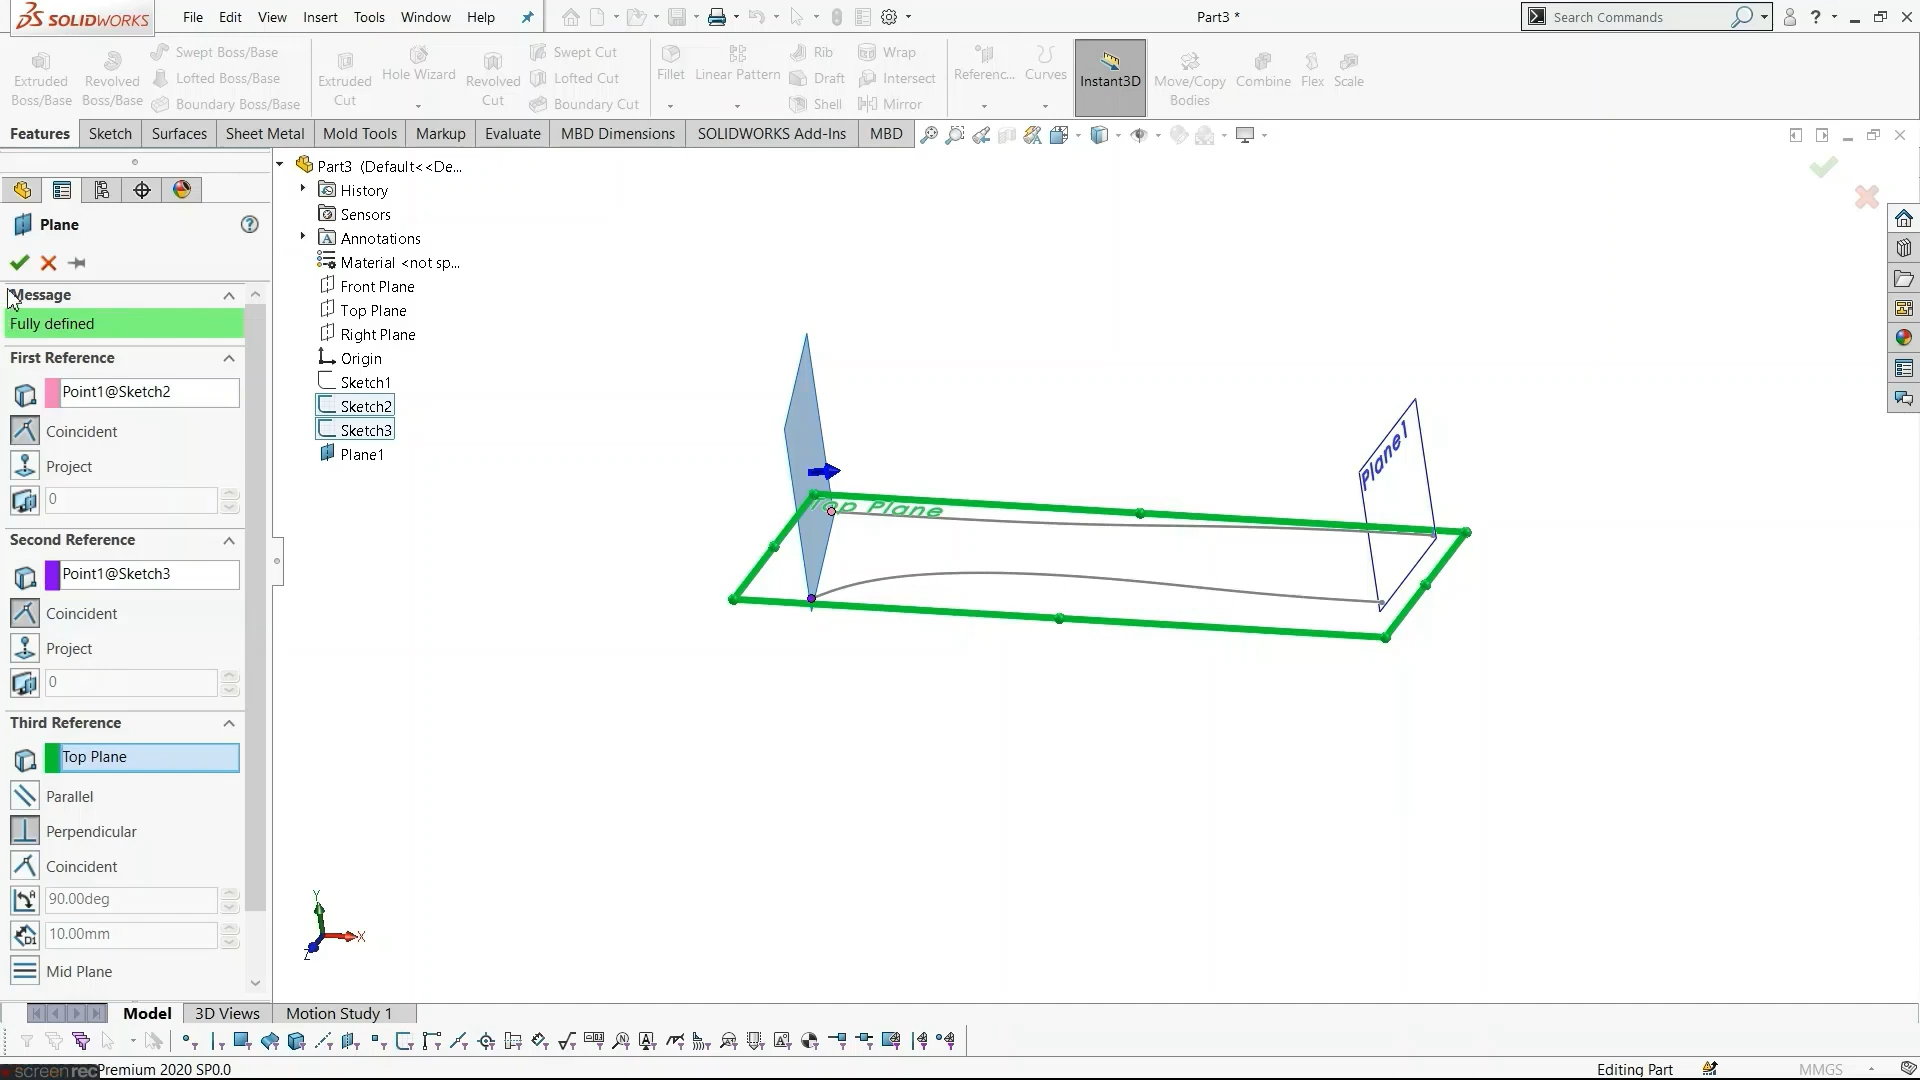 SOLIDWORKS
File Edit View Insert Tools Window Help
Part3 *
Search Commands
Extruded Boss/Base
Revolved Boss/Base
Swept Boss/Base
Lofted Boss/Base
Boundary Boss/Base
Extruded Cut
Hole Wizard
Revolved Cut
Swept Cut
Lofted Cut
Boundary Cut
Fillet
Linear Pattern
Rib
Draft
Shell
Wrap
Intersect
Mirror
Referenc...
Curves
Instant3D
Move/Copy Bodies
Combine
Flex
Scale
Features Sketch Surfaces Sheet Metal Mold Tools Markup Evaluate MBD Dimensions SOLIDWORKS Add-Ins MBD
Plane
Message
Fully defined
First Reference
Point1@Sketch2
Coincident
Project
0
Second Reference
Point1@Sketch3
Coincident
Project
0
Third Reference
Top Plane
Parallel
Perpendicular
Coincident
90.00deg
10.00mm
Mid Plane
Part3 (Default<<De...
History
Sensors
Annotations
Material <not sp...
Front Plane
Top Plane
Right Plane
Origin
Sketch1
Sketch2
Sketch3
Plane1
Top Plane
Plane1
Y
X
Z
Model 3D Views Motion Study 1
screenrec
Premium 2020 SP0.0
Editing Part
MMGS